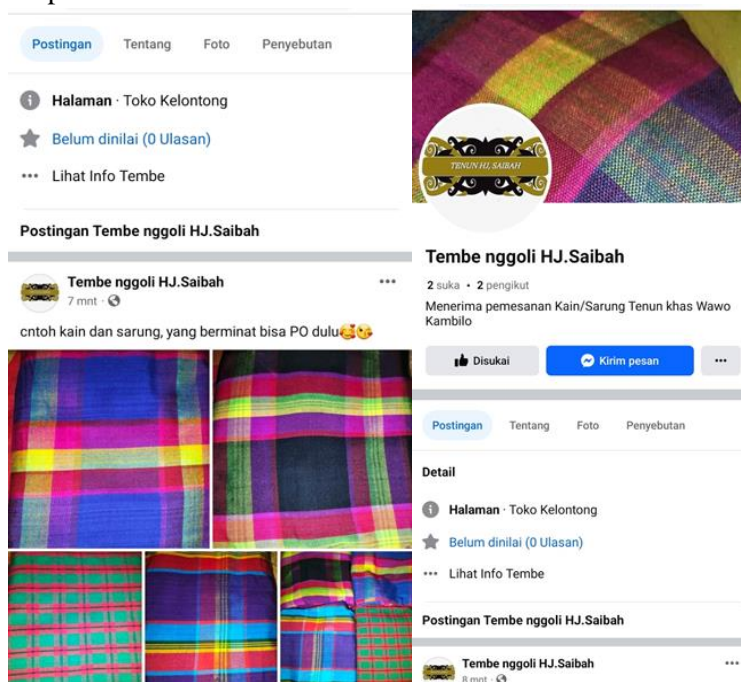 Postingan Tentang Foto Penyebutan
Halaman · Toko Kelontong
Belum dinilai (0 Ulasan)
Lihat Info Tembe
Postingan Tembe nggoli HJ.Saibah
Tembe nggoli HJ.Saibah
7 mnt ·
cntoh kain dan sarung, yang berminat bisa PO dulu🥰😘
TENUN HJ, SAIBAH
Tembe nggoli HJ.Saibah
2 suka • 2 pengikut
Menerima pemesanan Kain/Sarung Tenun khas Wawo
Kambilo
Disukai Kirim pesan
Postingan Tentang Foto Penyebutan
Detail
Halaman · Toko Kelontong
Belum dinilai (0 Ulasan)
Lihat Info Tembe
Postingan Tembe nggoli HJ.Saibah
Tembe nggoli HJ.Saibah
8 mnt ·